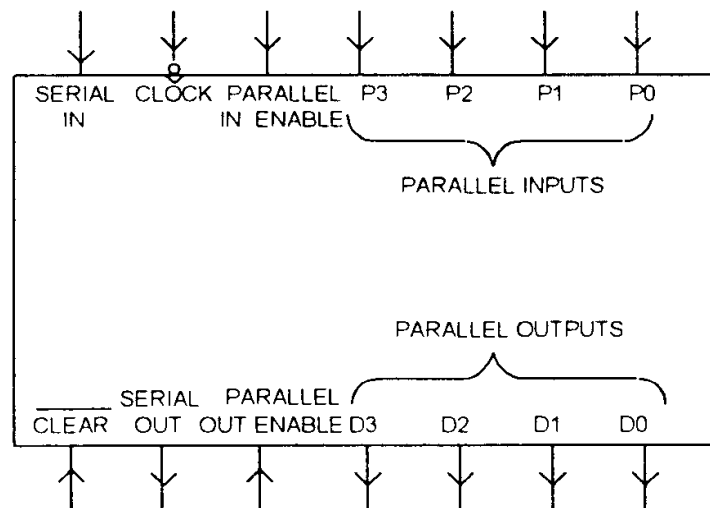 SERIAL CLOCK PARALLEL P3 P2 P1 P0
IN IN ENABLE
PARALLEL INPUTS
PARALLEL OUTPUTS
SERIAL PARALLEL
CLEAR OUT OUT ENABLE D3 D2 D1 D0